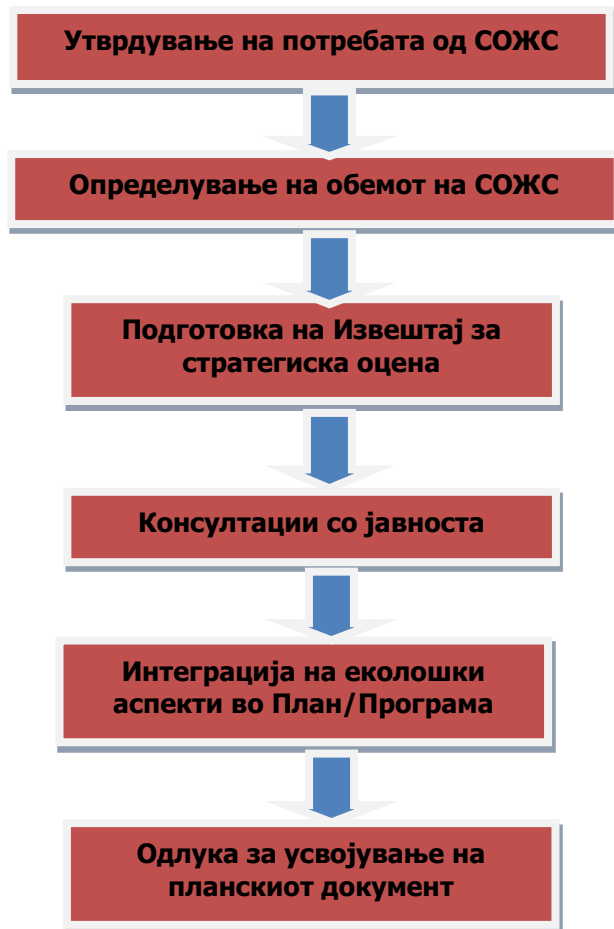 Утврдување на потребата од СОЖС
Определување на обемот на СОЖС
Подготовка на Извештај за
стратегиска оцена
Консултации со јавноста
Интеграција на еколошки
аспекти во План/Програма
Одлука за усвојување на
планскиот документ